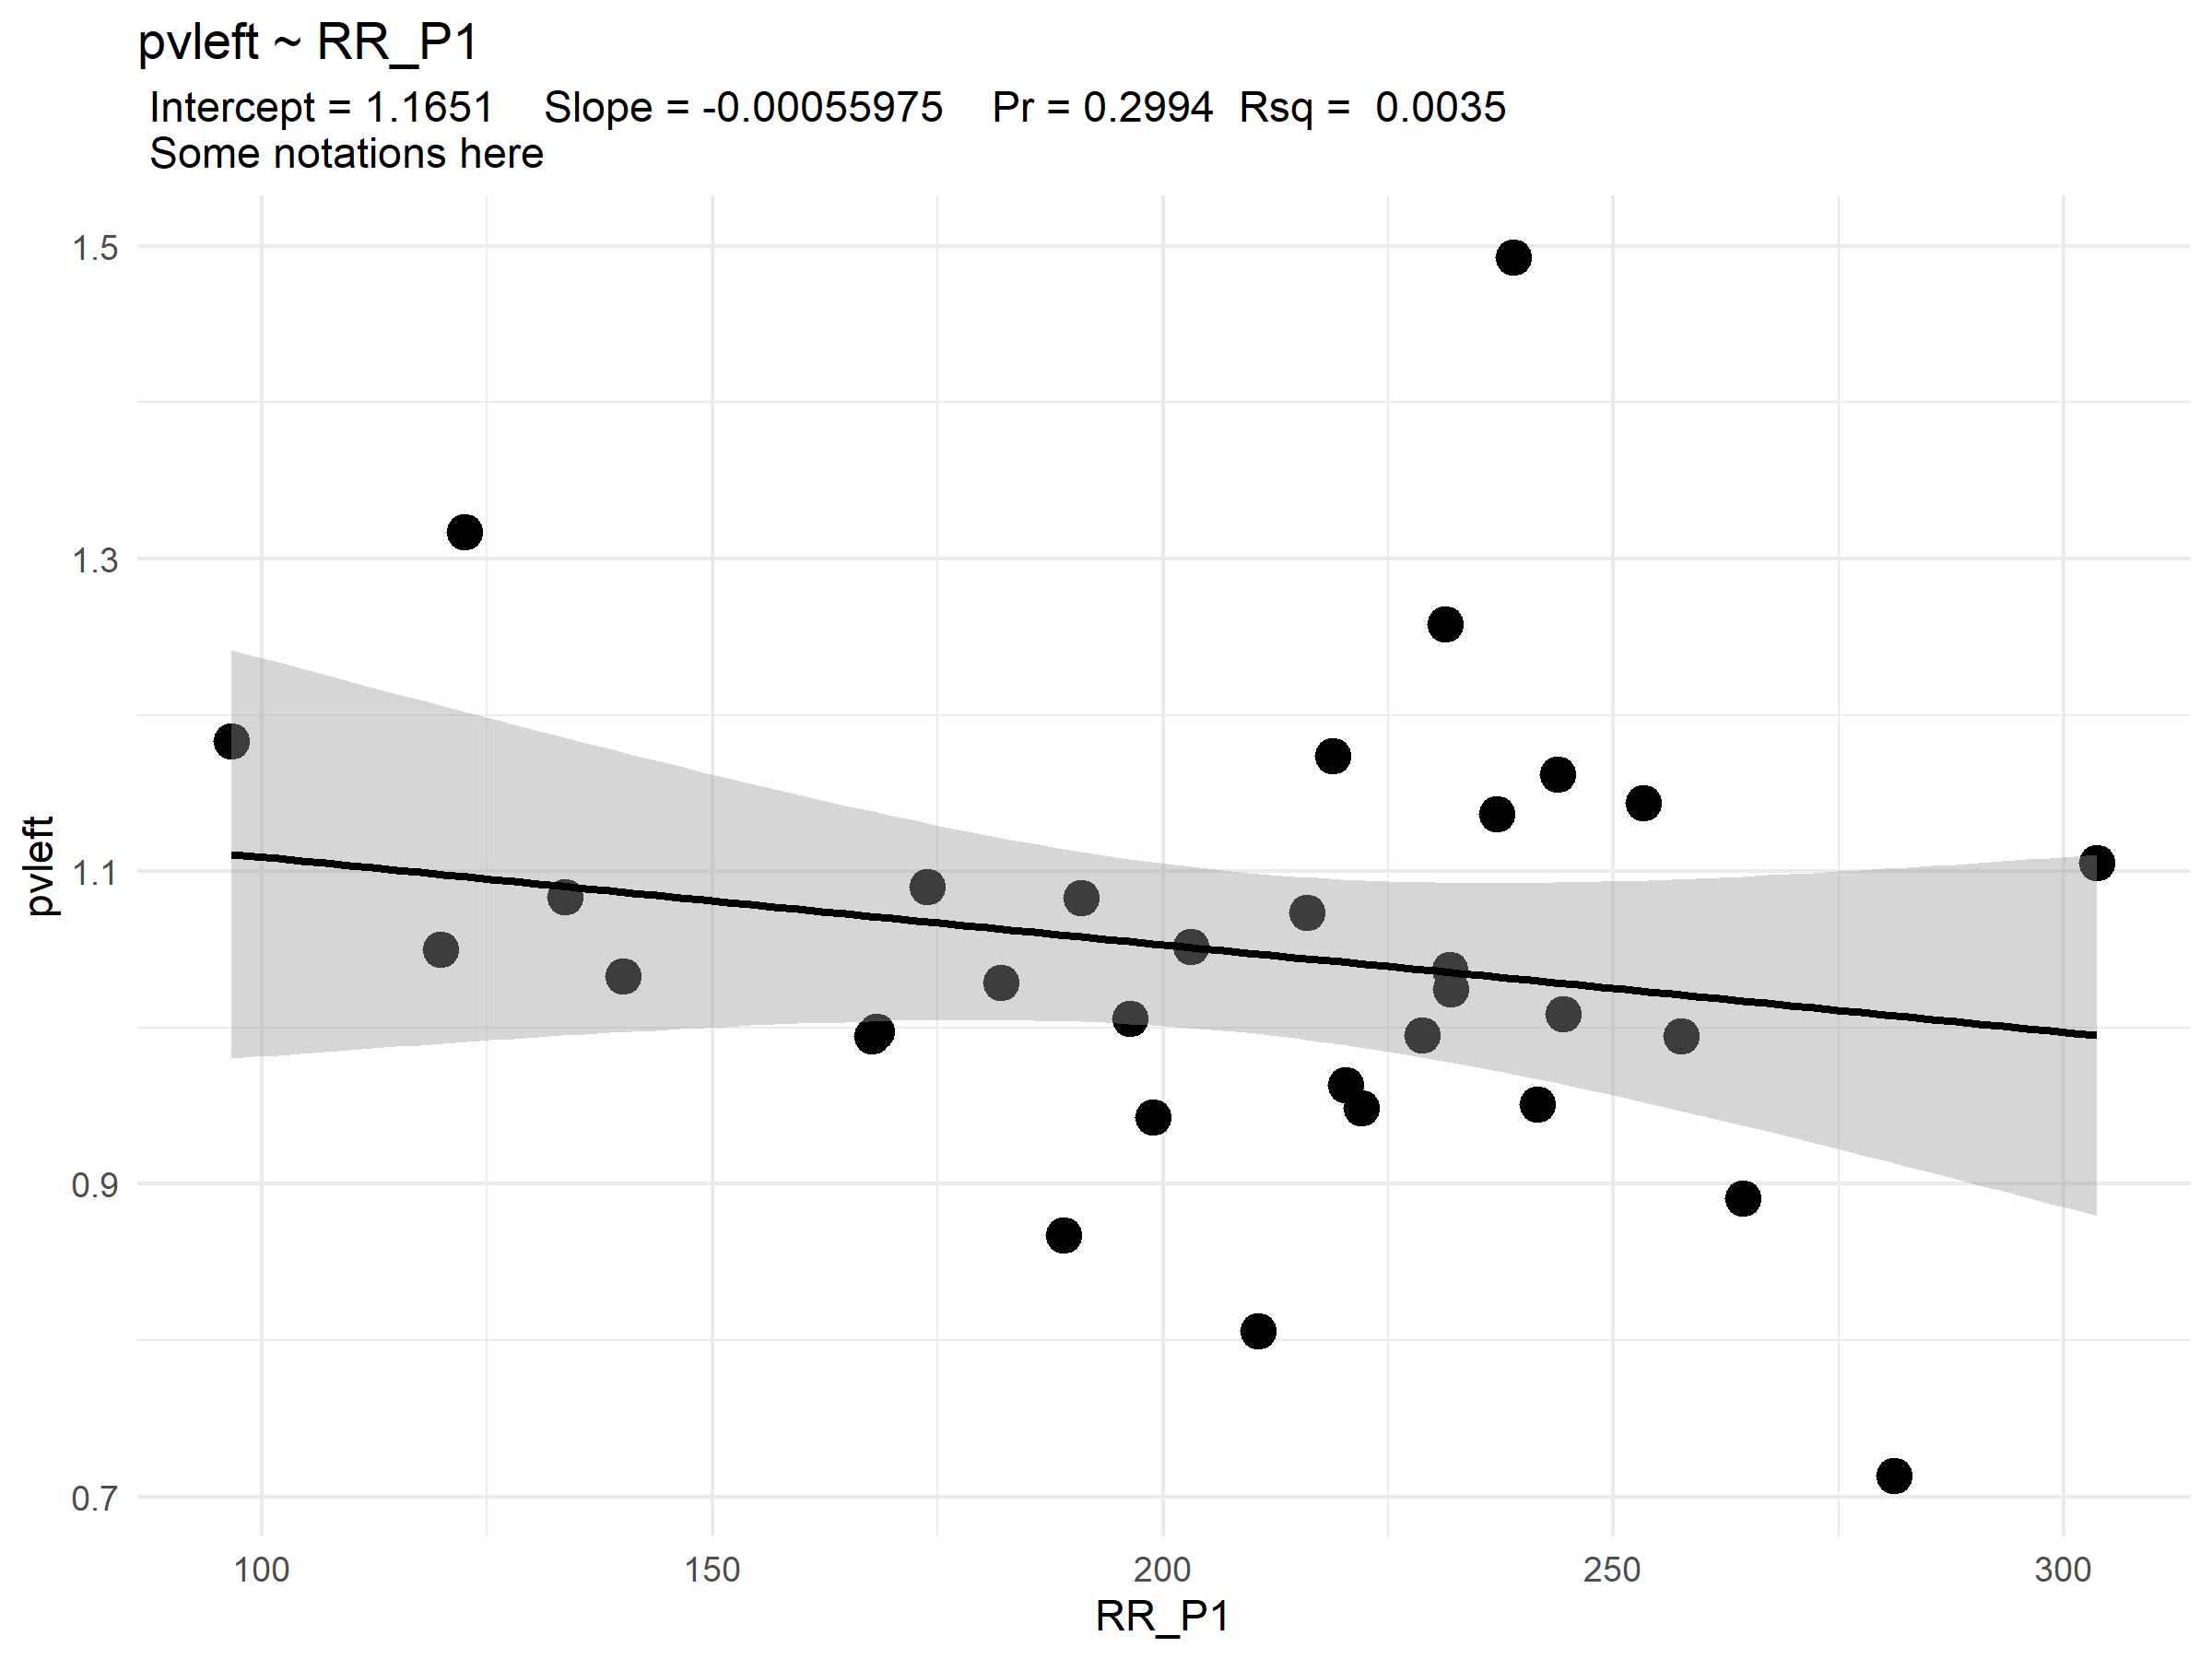 pvleft ~ RR_P1
Intercept = 1.1651    Slope = -0.00055975    Pr = 0.2994  Rsq =  0.0035
Some notations here
1.5
1.3
1.1
0.9
0.7
pvleft
100 150 200 250 300
RR_P1